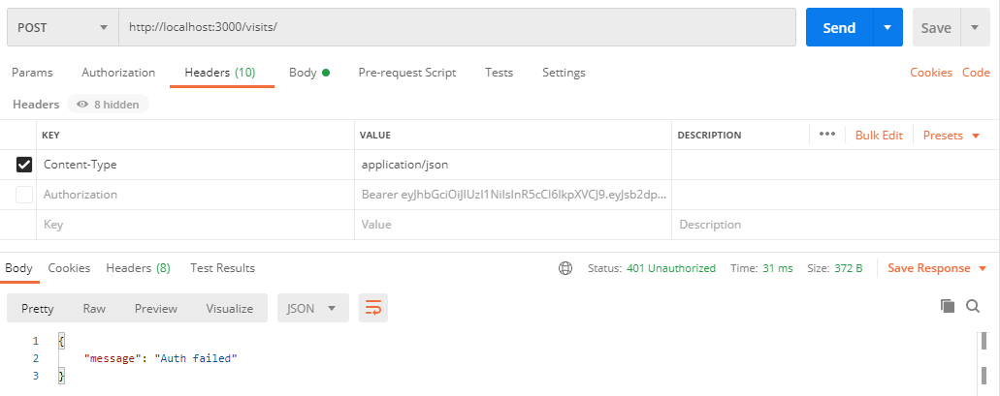 POST http://localhost:3000/visits/ Send Save
Params Authorization Headers (10) Body Pre-request Script Tests Settings Cookies Code
Headers 8 hidden
KEY VALUE DESCRIPTION ••• Bulk Edit Presets
Content-Type application/json
Authorization Bearer eyJhbGciOiJIUzI1NiIsInR5cCI6IkpXVCJ9.eyJsb2dp...
Key Value Description
Body Cookies Headers (8) Test Results Status: 401 Unauthorized Time: 31 ms Size: 372 B Save Response
Pretty Raw Preview Visualize JSON
1 {
2 "message": "Auth failed"
3 }